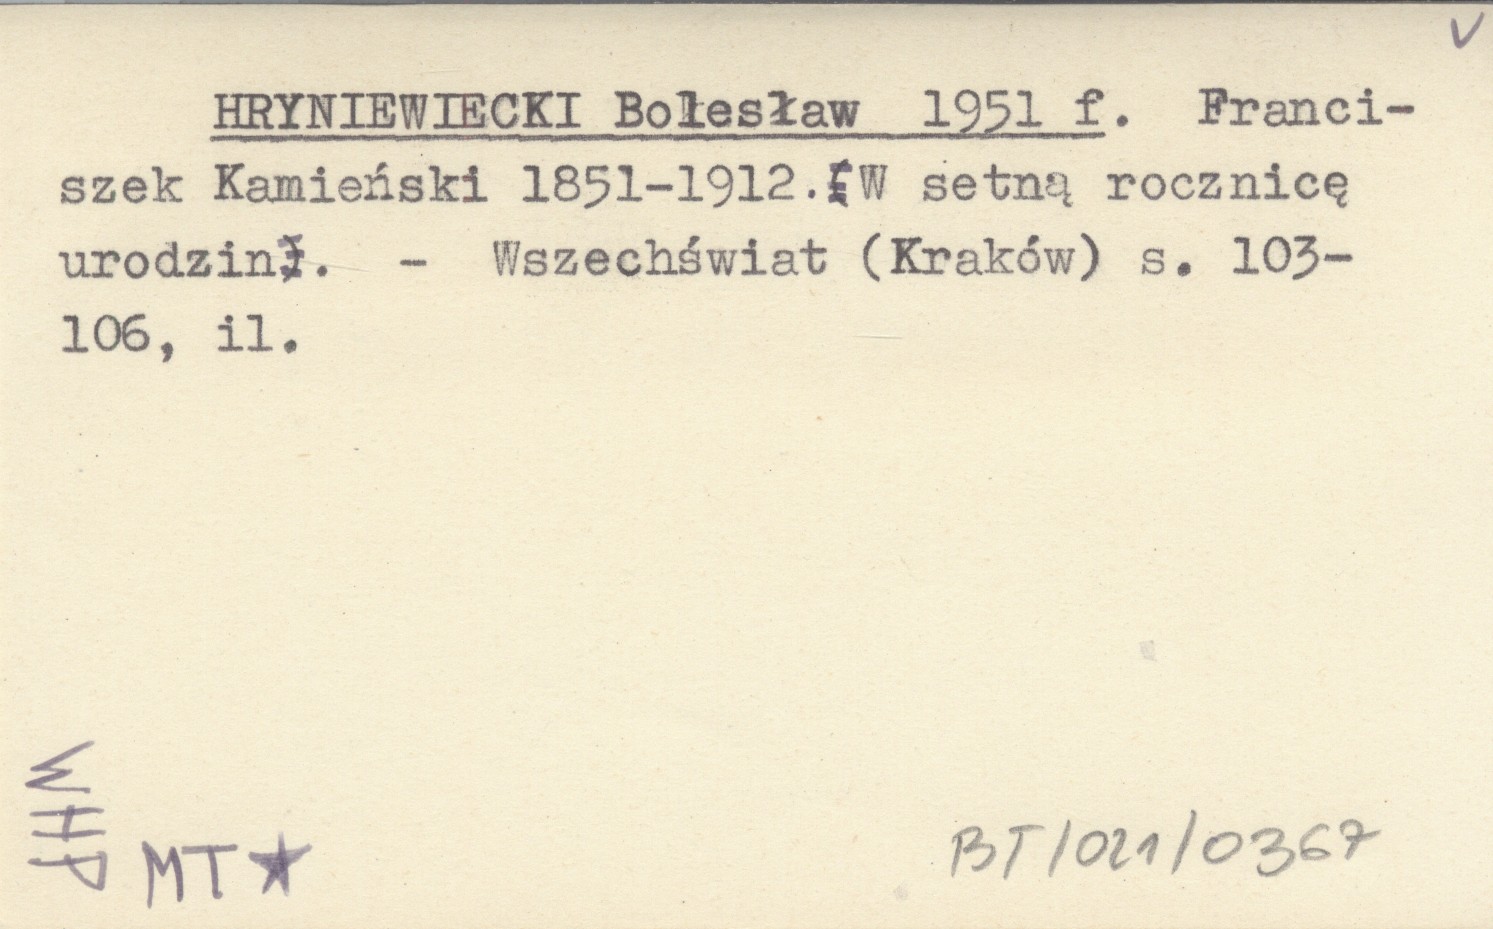 V
HRYNIEWIECKI Bolesław 1951 f. Franci-
szek Kamieński 1851-1912.[W setną rocznicę
urodzin]. - Wszechświat (Kraków) s. 103-
106, il.
WHP
MT★
BT/021/0367